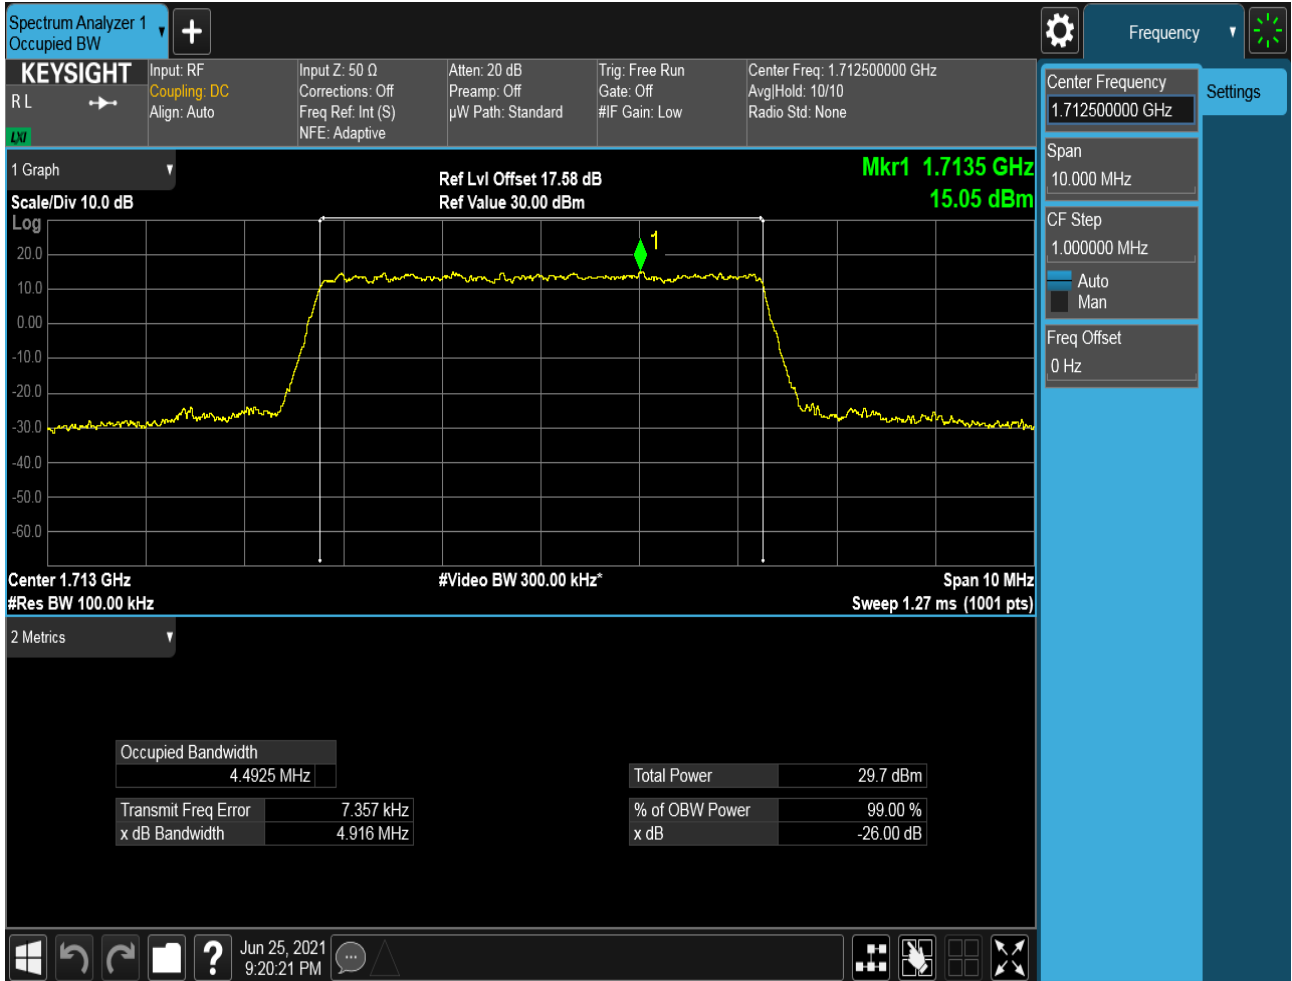 Spectrum Analyzer 1
Occupied BW
Frequency
KEYSIGHT
R L
LXI
Input: RF
Coupling: DC
Align: Auto
Input Z: 50 Ω
Corrections: Off
Freq Ref: Int (S)
NFE: Adaptive
Atten: 20 dB
Preamp: Off
µW Path: Standard
Trig: Free Run
Gate: Off
#IF Gain: Low
Center Freq: 1.712500000 GHz
Avg|Hold: 10/10
Radio Std: None
Center Frequency
1.712500000 GHz
Settings
Span
10.000 MHz
CF Step
1.000000 MHz
Auto
Man
Freq Offset
0 Hz
1 Graph
Scale/Div 10.0 dB
Ref Lvl Offset 17.58 dB
Ref Value 30.00 dBm
Mkr1 1.7135 GHz
15.05 dBm
Log
20.0
10.0
0.00
-10.0
-20.0
-30.0
-40.0
-50.0
-60.0
1
Center 1.713 GHz
#Res BW 100.00 kHz
#Video BW 300.00 kHz*
Span 10 MHz
Sweep 1.27 ms (1001 pts)
2 Metrics
Occupied Bandwidth
4.4925 MHz
Transmit Freq Error 7.357 kHz
x dB Bandwidth 4.916 MHz
Total Power 29.7 dBm
% of OBW Power 99.00 %
x dB -26.00 dB
?
Jun 25, 2021
9:20:21 PM